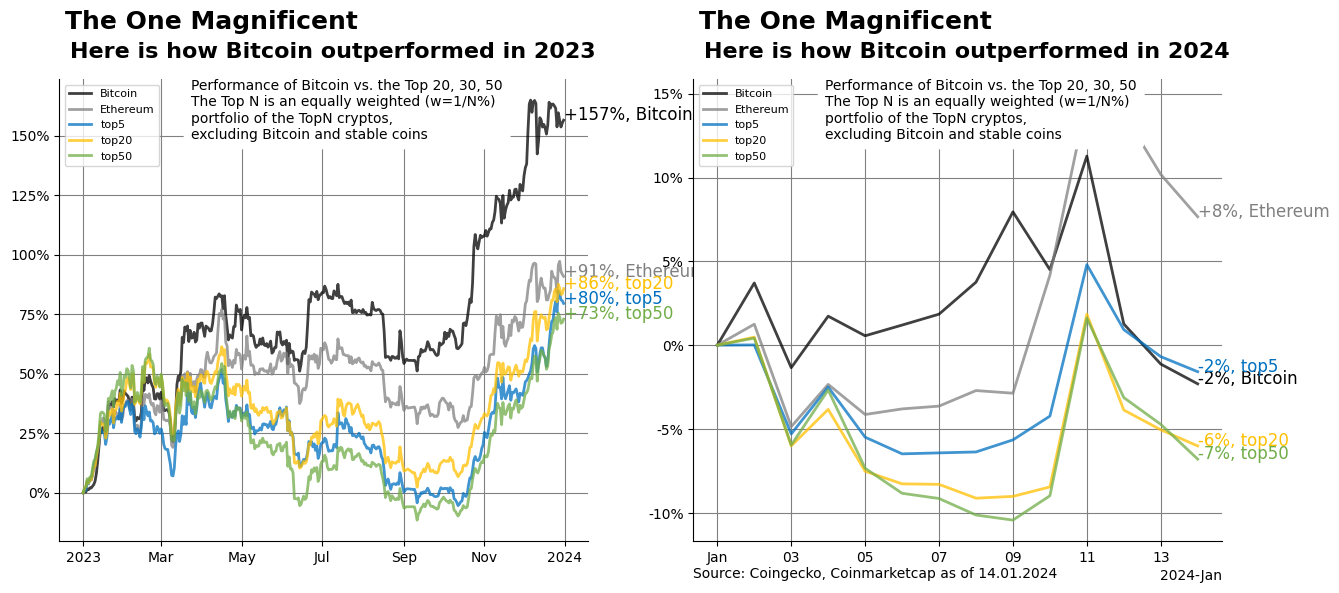 The One Magnificent
Here is how Bitcoin outperformed in 2023
Performance of Bitcoin vs. the Top 20, 30, 50
The Top N is an equally weighted (w=1/N%)
portfolio of the TopN cryptos,
excluding Bitcoin and stable coins
Bitcoin
Ethereum
top5
top20
top50
150%
125%
100%
75%
50%
25%
0%
+157%, Bitcoin
+91%, Ethereum
+86%, top20
+80%, top5
+73%, top50
2023 Mar May Jul Sep Nov 2024
The One Magnificent
Here is how Bitcoin outperformed in 2024
Performance of Bitcoin vs. the Top 20, 30, 50
The Top N is an equally weighted (w=1/N%)
portfolio of the TopN cryptos,
excluding Bitcoin and stable coins
Bitcoin
Ethereum
top5
top20
top50
15%
10%
5%
0%
-5%
-10%
+8%, Ethereum
-2%, top5
-2%, Bitcoin
-6%, top20
-7%, top50
Jan 03 05 07 09 11 13
2024-Jan
Source: Coingecko, Coinmarketcap as of 14.01.2024